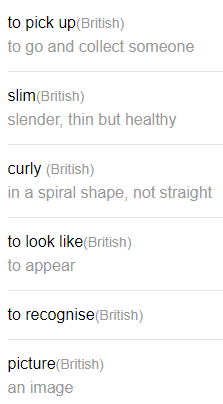 to pick up(British)
to go and collect someone
slim(British)
slender, thin but healthy
curly (British)
in a spiral shape, not straight
to look like(British)
to appear
to recognise(British)
picture(British)
an image